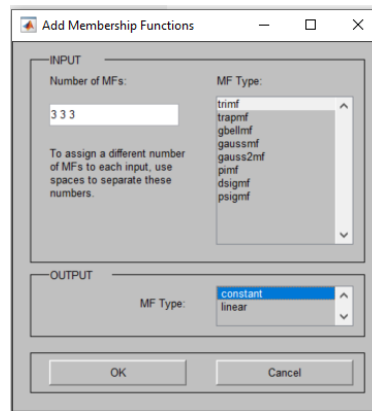 Add Membership Functions
INPUT
Number of MFs:
3 3 3
To assign a different number
of MFs to each input, use
spaces to separate these
numbers.
MF Type:
trimf
trapmf
gbellmf
gaussmf
gauss2mf
pimf
dsigmf
psigmf
OUTPUT
MF Type:
constant
linear
OK
Cancel